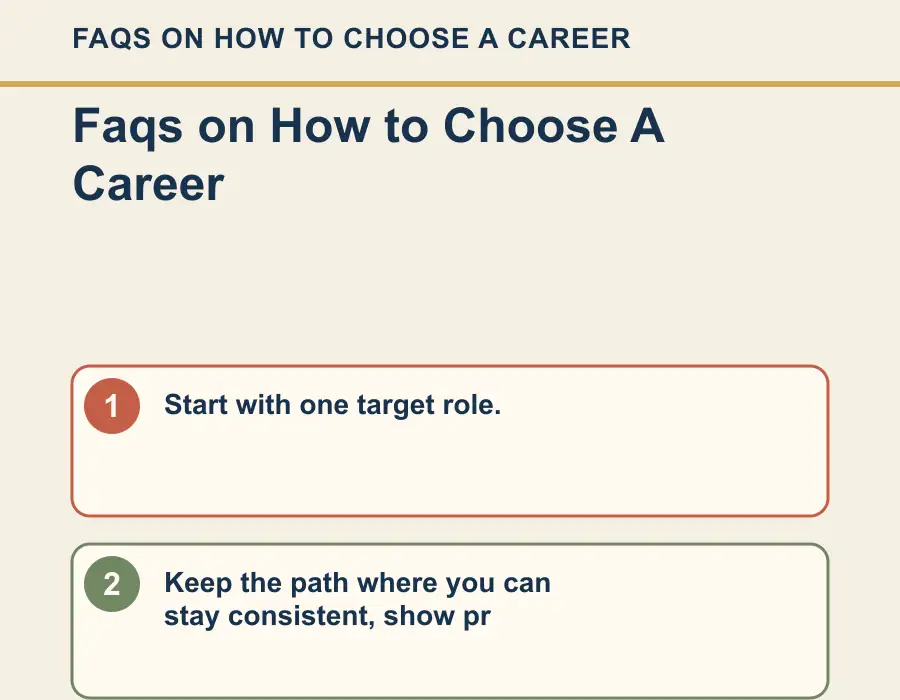 FAQS ON HOW TO CHOOSE A CAREER
Faqs on How to Choose A
Career
1
Start with one target role.
2
Keep the path where you can
stay consistent, show pr